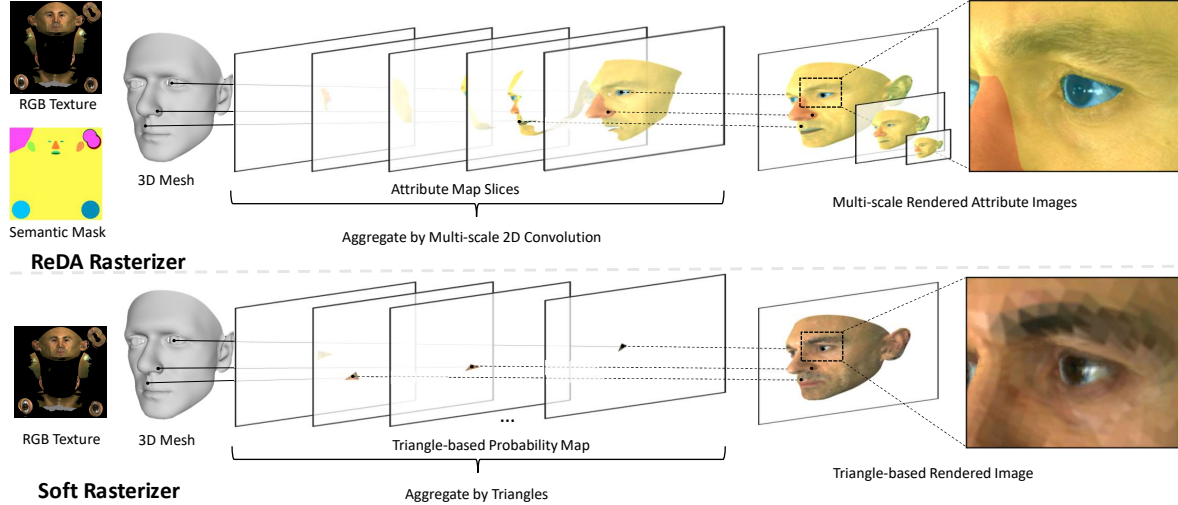 RGB Texture
3D Mesh
Attribute Map Slices
Multi-scale Rendered Attribute Images
Semantic Mask
Aggregate by Multi-scale 2D Convolution
ReDA Rasterizer
RGB Texture
3D Mesh
...
Triangle-based Probability Map
Triangle-based Rendered Image
Soft Rasterizer
Aggregate by Triangles